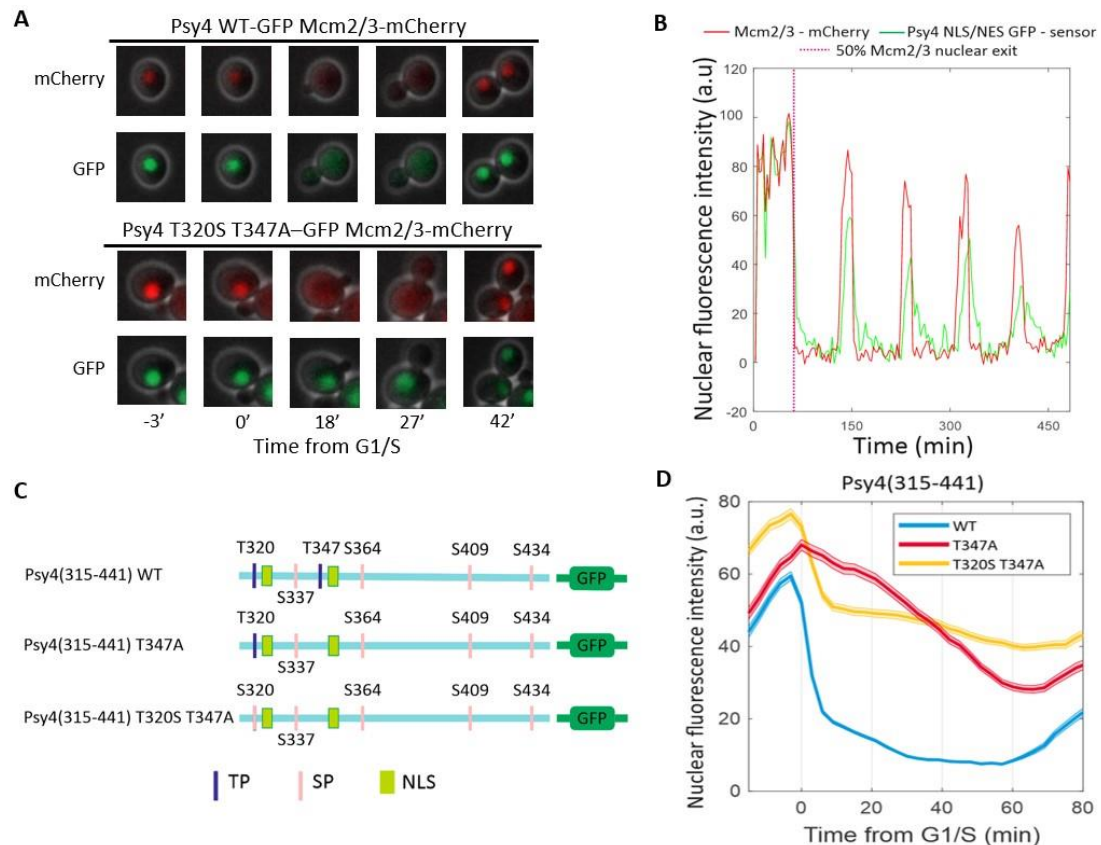 A
Psy4 WT-GFP Mcm2/3-mCherry
mCherry
GFP
Psy4 T320S T347A–GFP Mcm2/3-mCherry
mCherry
GFP
-3’ 0’ 18’ 27’ 42’
Time from G1/S
B
Mcm2/3 - mCherry Psy4 NLS/NES GFP - sensor
50% Mcm2/3 nuclear exit
Nuclear fluorescence intensity (a.u)
120
100
80
60
40
20
0
-20
0 150 300 450
Time (min)
C
T320 T347 S364 S409 S434
Psy4(315-441) WT GFP
S337
T320 S364 S409 S434
Psy4(315-441) T347A GFP
S337
S320 S364 S409 S434
Psy4(315-441) T320S T347A GFP
S337
TP SP NLS
D
Psy4(315-441)
Nuclear fluorescence intensity (a.u.)
80
60
40
20
0
WT
T347A
T320S T347A
0 20 40 60 80
Time from G1/S (min)